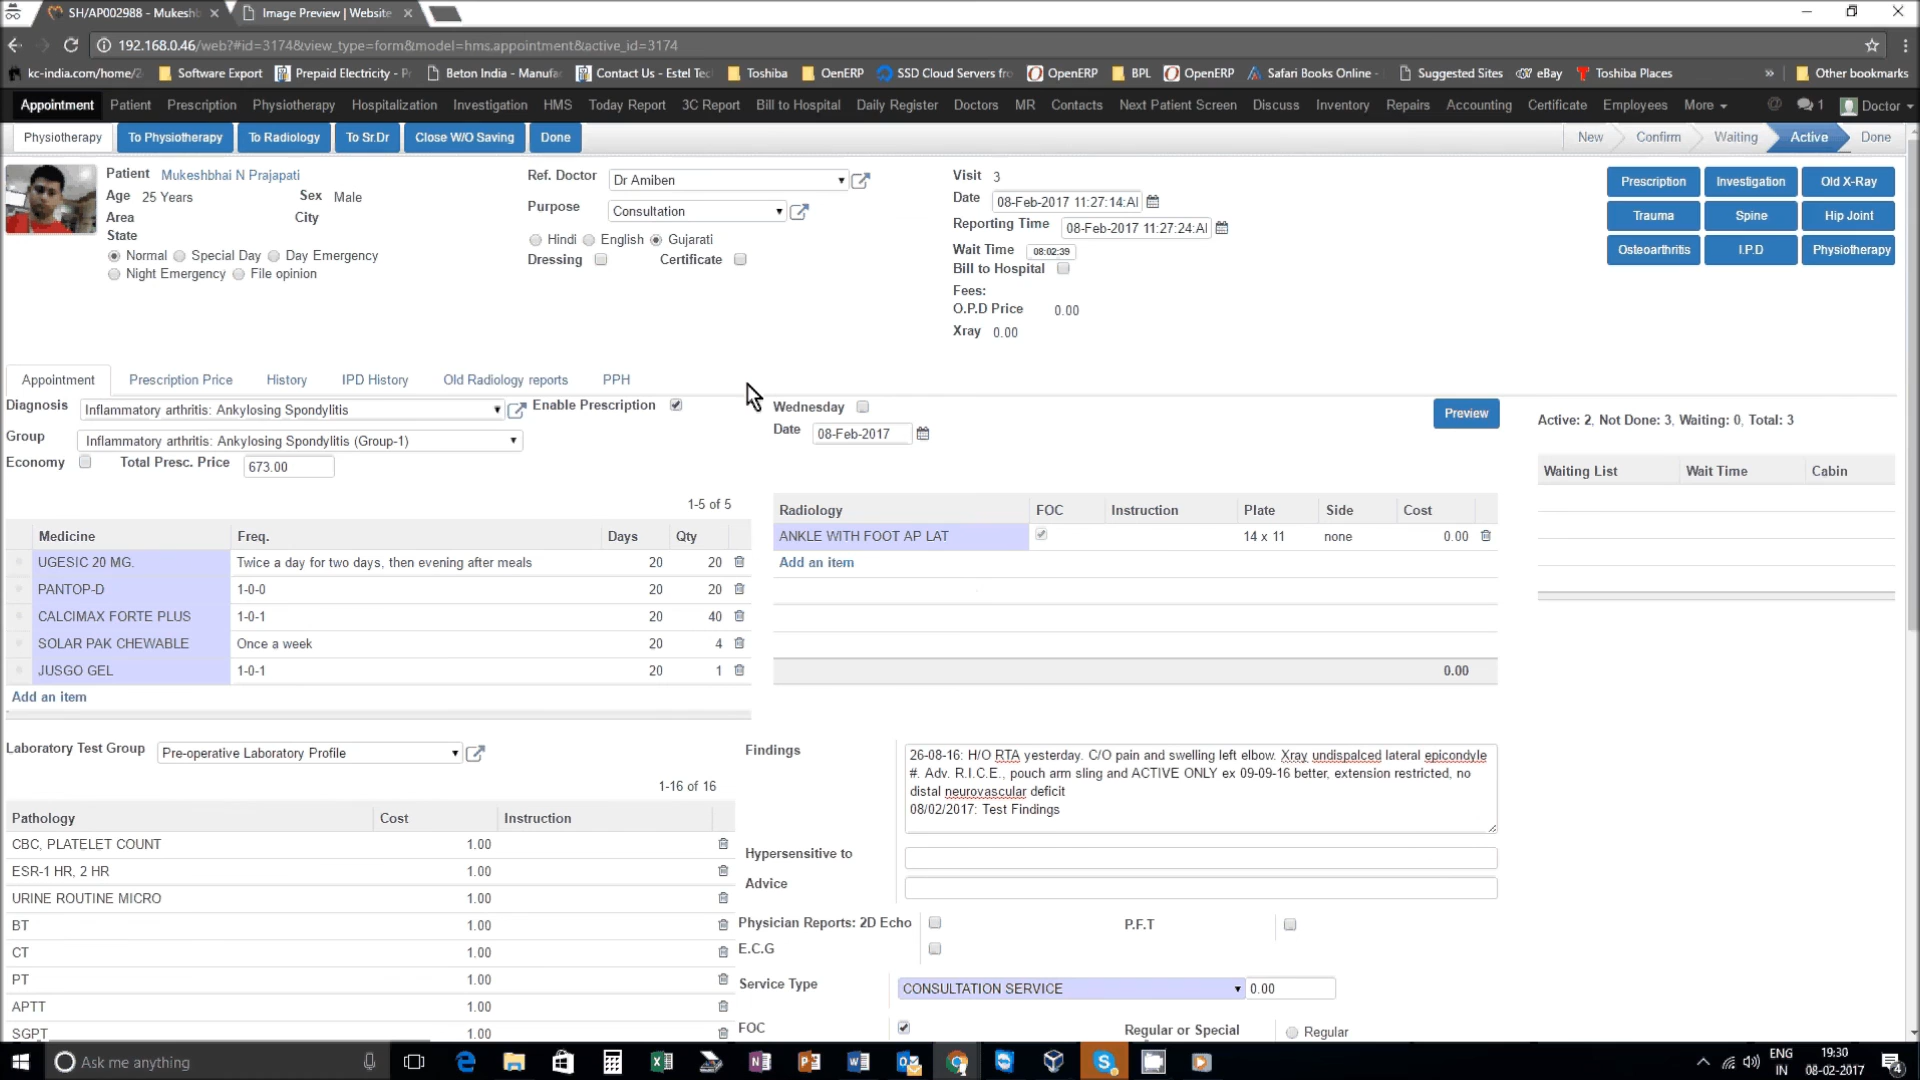 SH/AP002988 - Mukeshb
Image Preview | Website
192.168.0.46/web?#id=3174&view_type=form&model=hms.appointment&active_id=3174
kc-india.com/home/2
Software Export
Prepaid Electricity - P
Beton India - Manufac
Contact Us - Estel Tec
Toshiba
OenERP
SSD Cloud Servers fro
OpenERP
BPL
OpenERP
Safari Books Online -
Suggested Sites
eBay
Toshiba Places
»
Other bookmarks
Appointment Patient Prescription Physiotherapy Hospitalization Investigation HMS Today Report 3C Report Bill to Hospital Daily Register Doctors MR Contacts Next Patient Screen Discuss Inventory Repairs Accounting Certificate Employees More @ 1 Doctor
Physiotherapy To Physiotherapy To Radiology To Sr.Dr Close W/O Saving Done New Confirm Waiting Active Done
Patient Mukeshbhai N Prajapati
Age 25 Years Sex Male
Area City
State
Normal Special Day Day Emergency
Night Emergency File opinion
Ref. Doctor Dr Amiben
Purpose Consultation
Hindi English Gujarati
Dressing Certificate
Visit 3
Date 08-Feb-2017 11:27:14:AI
Reporting Time 08-Feb-2017 11:27:24:AI
Wait Time 08:02:39
Bill to Hospital
Fees:
O.P.D Price 0.00
Xray 0.00
Prescription Investigation Old X-Ray
Trauma Spine Hip Joint
Osteoarthritis I.P.D Physiotherapy
Appointment Prescription Price History IPD History Old Radiology reports PPH
Diagnosis Inflammatory arthritis: Ankylosing Spondylitis Enable Prescription
Group Inflammatory arthritis: Ankylosing Spondylitis (Group-1)
Economy Total Presc. Price 673.00
Wednesday
Date 08-Feb-2017
Preview
Active: 2, Not Done: 3, Waiting: 0, Total: 3
Waiting List Wait Time Cabin
1-5 of 5
Medicine Freq. Days Qty
UGESIC 20 MG. Twice a day for two days, then evening after meals 20 20
PANTOP-D 1-0-0 20 20
CALCIMAX FORTE PLUS 1-0-1 20 40
SOLAR PAK CHEWABLE Once a week 20 4
JUSGO GEL 1-0-1 20 1
Add an item
Radiology FOC Instruction Plate Side Cost
ANKLE WITH FOOT AP LAT 14 x 11 none 0.00
Add an item
0.00
Laboratory Test Group Pre-operative Laboratory Profile
1-16 of 16
Pathology Cost Instruction
CBC, PLATELET COUNT 1.00
ESR-1 HR, 2 HR 1.00
URINE ROUTINE MICRO 1.00
BT 1.00
CT 1.00
PT 1.00
APTT 1.00
SGPT 1.00
Findings
26-08-16: H/O RTA yesterday. C/O pain and swelling left elbow. Xray undispalced lateral epicondyle
#. Adv. R.I.C.E., pouch arm sling and ACTIVE ONLY ex 09-09-16 better, extension restricted, no
distal neurovascular deficit
08/02/2017: Test Findings
Hypersensitive to
Advice
Physician Reports: 2D Echo P.F.T
E.C.G
Service Type CONSULTATION SERVICE 0.00
FOC Regular or Special Regular
Ask me anything
ENG
IN
19:30
08-02-2017
4